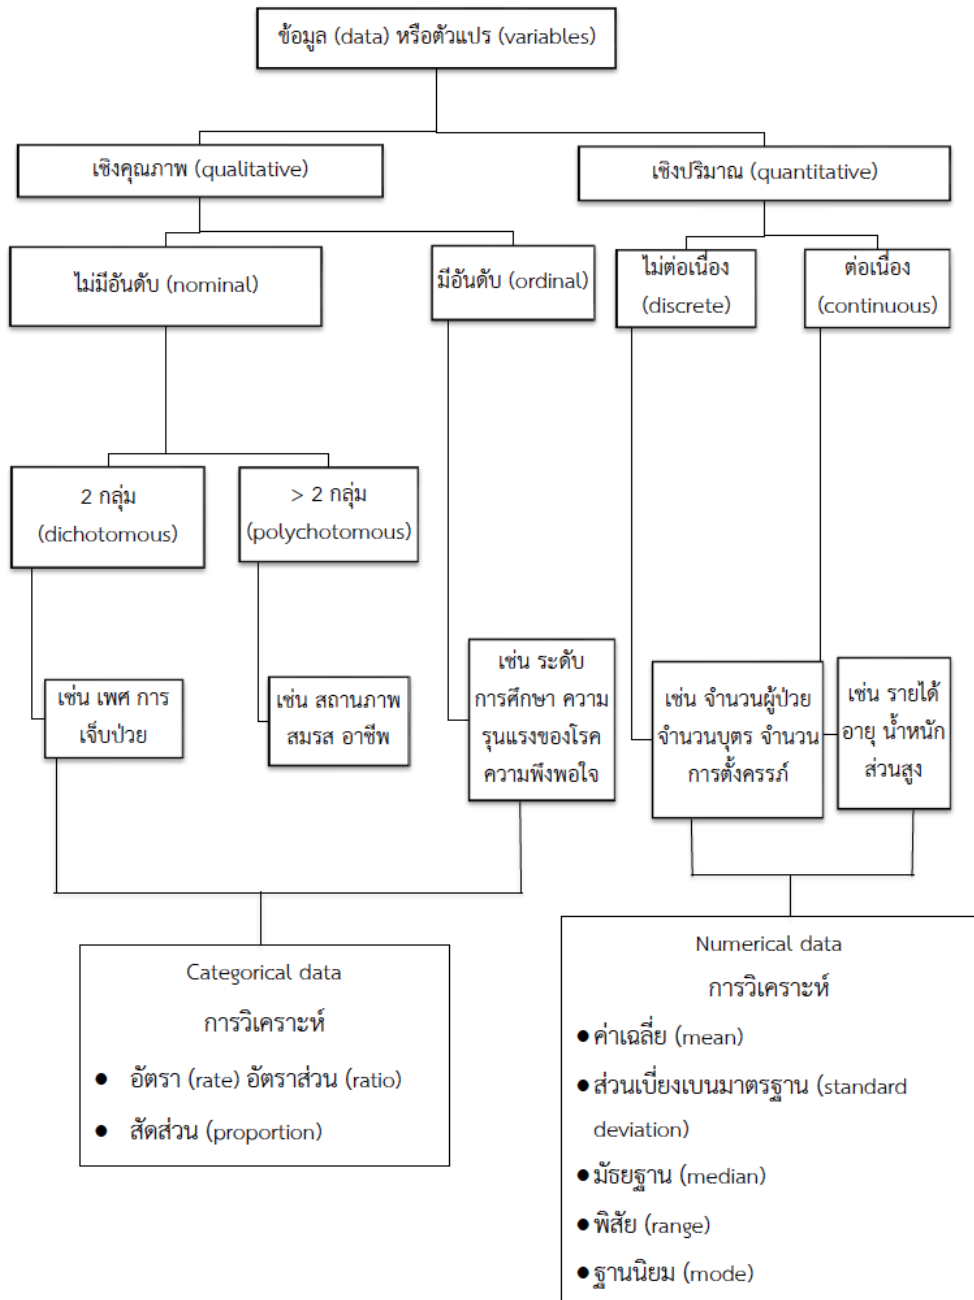 ข้อมูล (data) หรือตัวแปร (variables)
เชิงคุณภาพ (qualitative)
เชิงปริมาณ (quantitative)
ไม่มีอันดับ (nominal)
มีอันดับ (ordinal)
ไม่ต่อเนื่อง
(discrete)
ต่อเนื่อง
(continuous)
2 กลุ่ม
(dichotomous)
> 2 กลุ่ม
(polychotomous)
เช่น เพศ การ
เจ็บป่วย
เช่น สถานภาพ
สมรส อาชีพ
เช่น ระดับ
การศึกษา ความ
รุนแรงของโรค
ความพึงพอใจ
เช่น จำนวนผู้ป่วย
จำนวนบุตร จำนวน
การตั้งครรภ์
เช่น รายได้
อายุ น้ำหนัก
ส่วนสูง
Categorical data
การวิเคราะห์
● อัตรา (rate) อัตราส่วน (ratio)
● สัดส่วน (proportion)
Numerical data
การวิเคราะห์
● ค่าเฉลี่ย (mean)
● ส่วนเบี่ยงเบนมาตรฐาน (standard
deviation)
● มัธยฐาน (median)
● พิสัย (range)
● ฐานนิยม (mode)